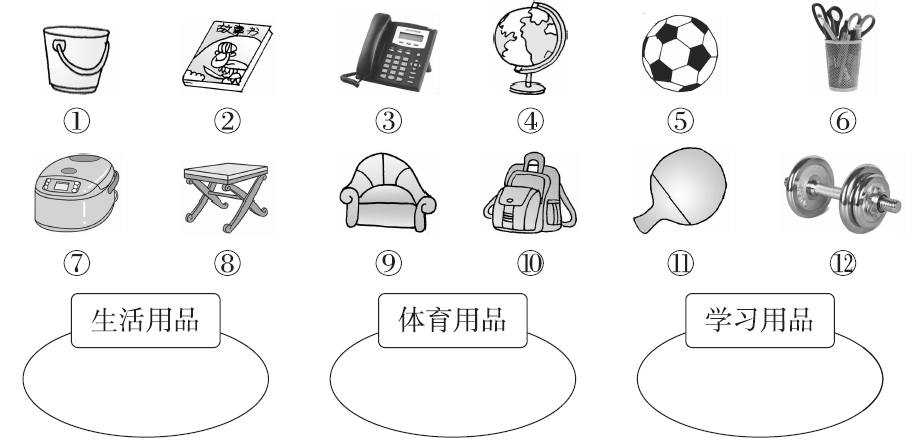 故事书
① ② ③ ④ ⑤ ⑥
⑦ ⑧ ⑨ ⑩ ⑪ ⑫
生活用品 体育用品 学习用品